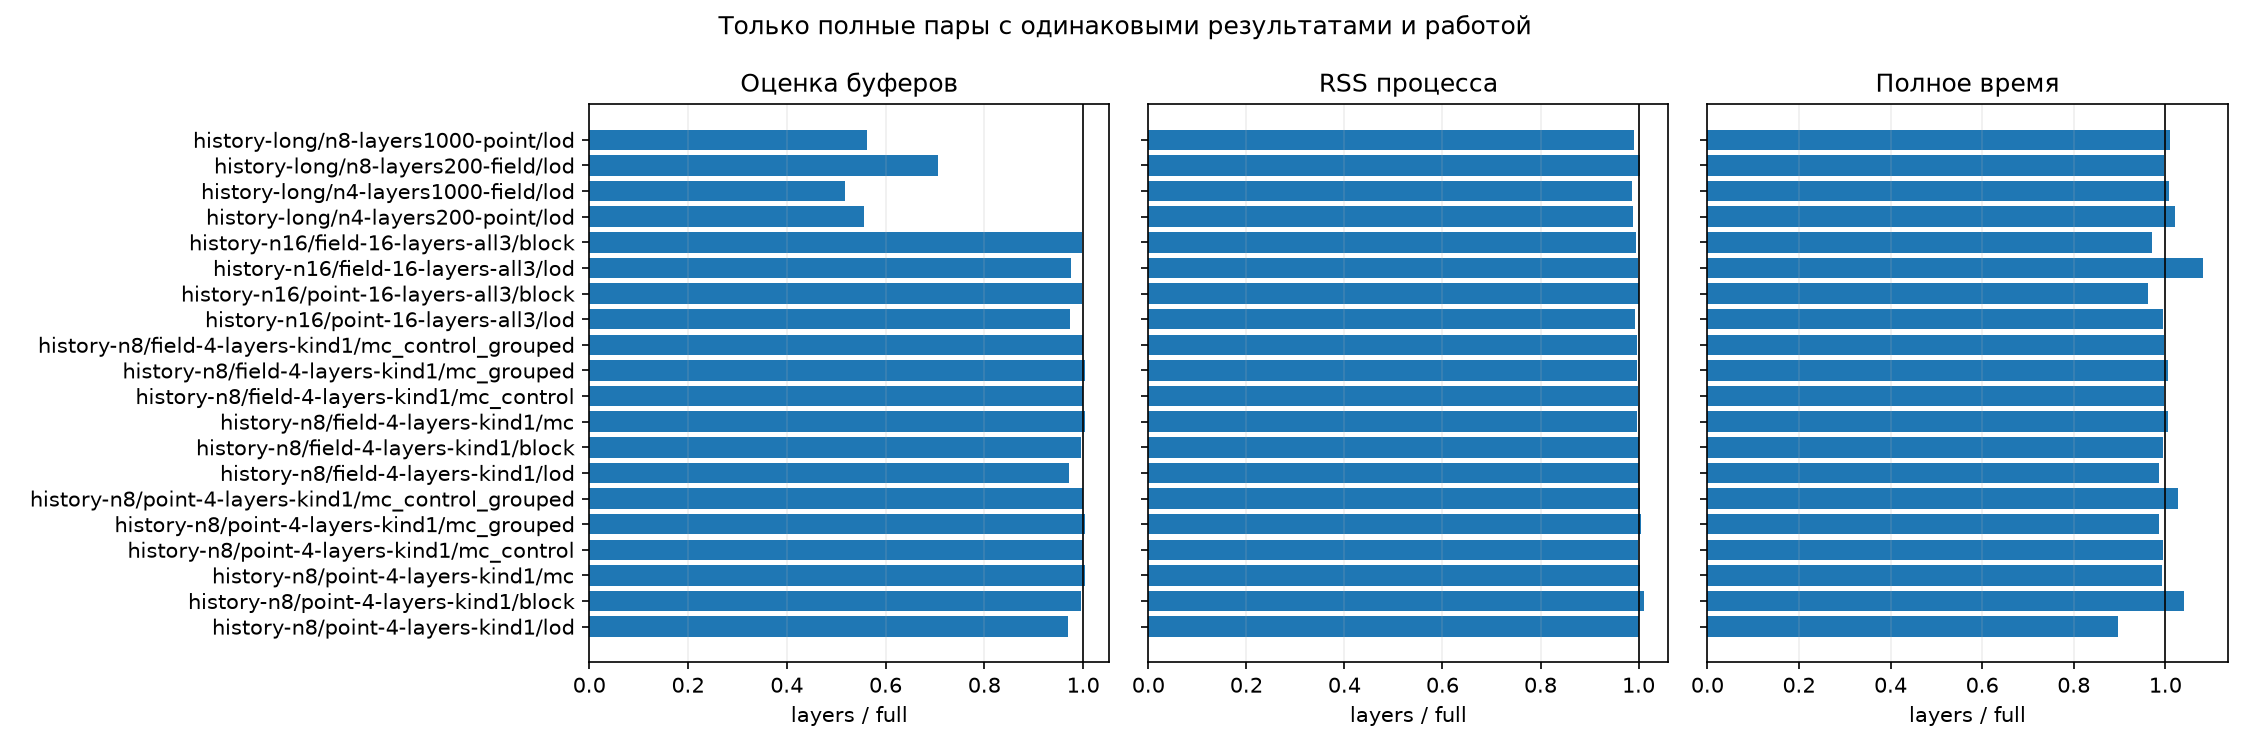 Только полные пары с одинаковыми результатами и работой
Оценка буферов
RSS процесса
Полное время
history-long/n8-layers1000-point/lod
history-long/n8-layers200-field/lod
history-long/n4-layers1000-field/lod
history-long/n4-layers200-point/lod
history-n16/field-16-layers-all3/block
history-n16/field-16-layers-all3/lod
history-n16/point-16-layers-all3/block
history-n16/point-16-layers-all3/lod
history-n8/field-4-layers-kind1/mc_control_grouped
history-n8/field-4-layers-kind1/mc_grouped
history-n8/field-4-layers-kind1/mc_control
history-n8/field-4-layers-kind1/mc
history-n8/field-4-layers-kind1/block
history-n8/field-4-layers-kind1/lod
history-n8/point-4-layers-kind1/mc_control_grouped
history-n8/point-4-layers-kind1/mc_grouped
history-n8/point-4-layers-kind1/mc_control
history-n8/point-4-layers-kind1/mc
history-n8/point-4-layers-kind1/block
history-n8/point-4-layers-kind1/lod
0.0 0.2 0.4 0.6 0.8 1.0
layers / full
0.0 0.2 0.4 0.6 0.8 1.0
layers / full
0.0 0.2 0.4 0.6 0.8 1.0
layers / full